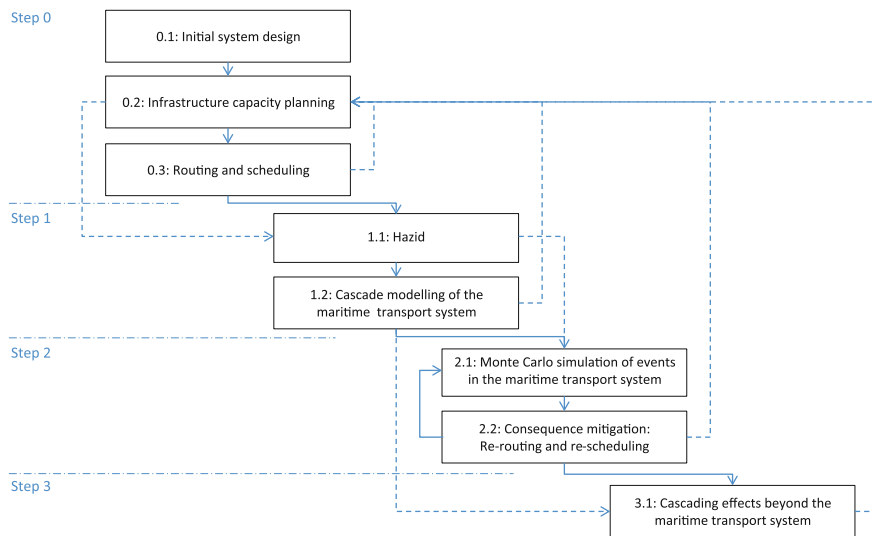 Step 0
0.1: Initial system design
0.2: Infrastructure capacity planning
0.3: Routing and scheduling
Step 1
1.1: Hazid
1.2: Cascade modelling of the
maritime transport system
Step 2
2.1: Monte Carlo simulation of events
in the maritime transport system
2.2: Consequence mitigation:
Re-routing and re-scheduling
Step 3
3.1: Cascading effects beyond the
maritime transport system